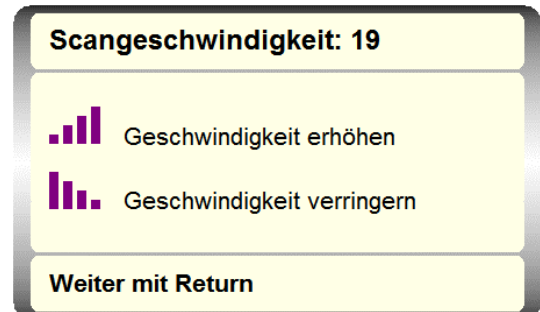 Scangeschwindigkeit: 19
Geschwindigkeit erhöhen
Geschwindigkeit verringern
Weiter mit Return